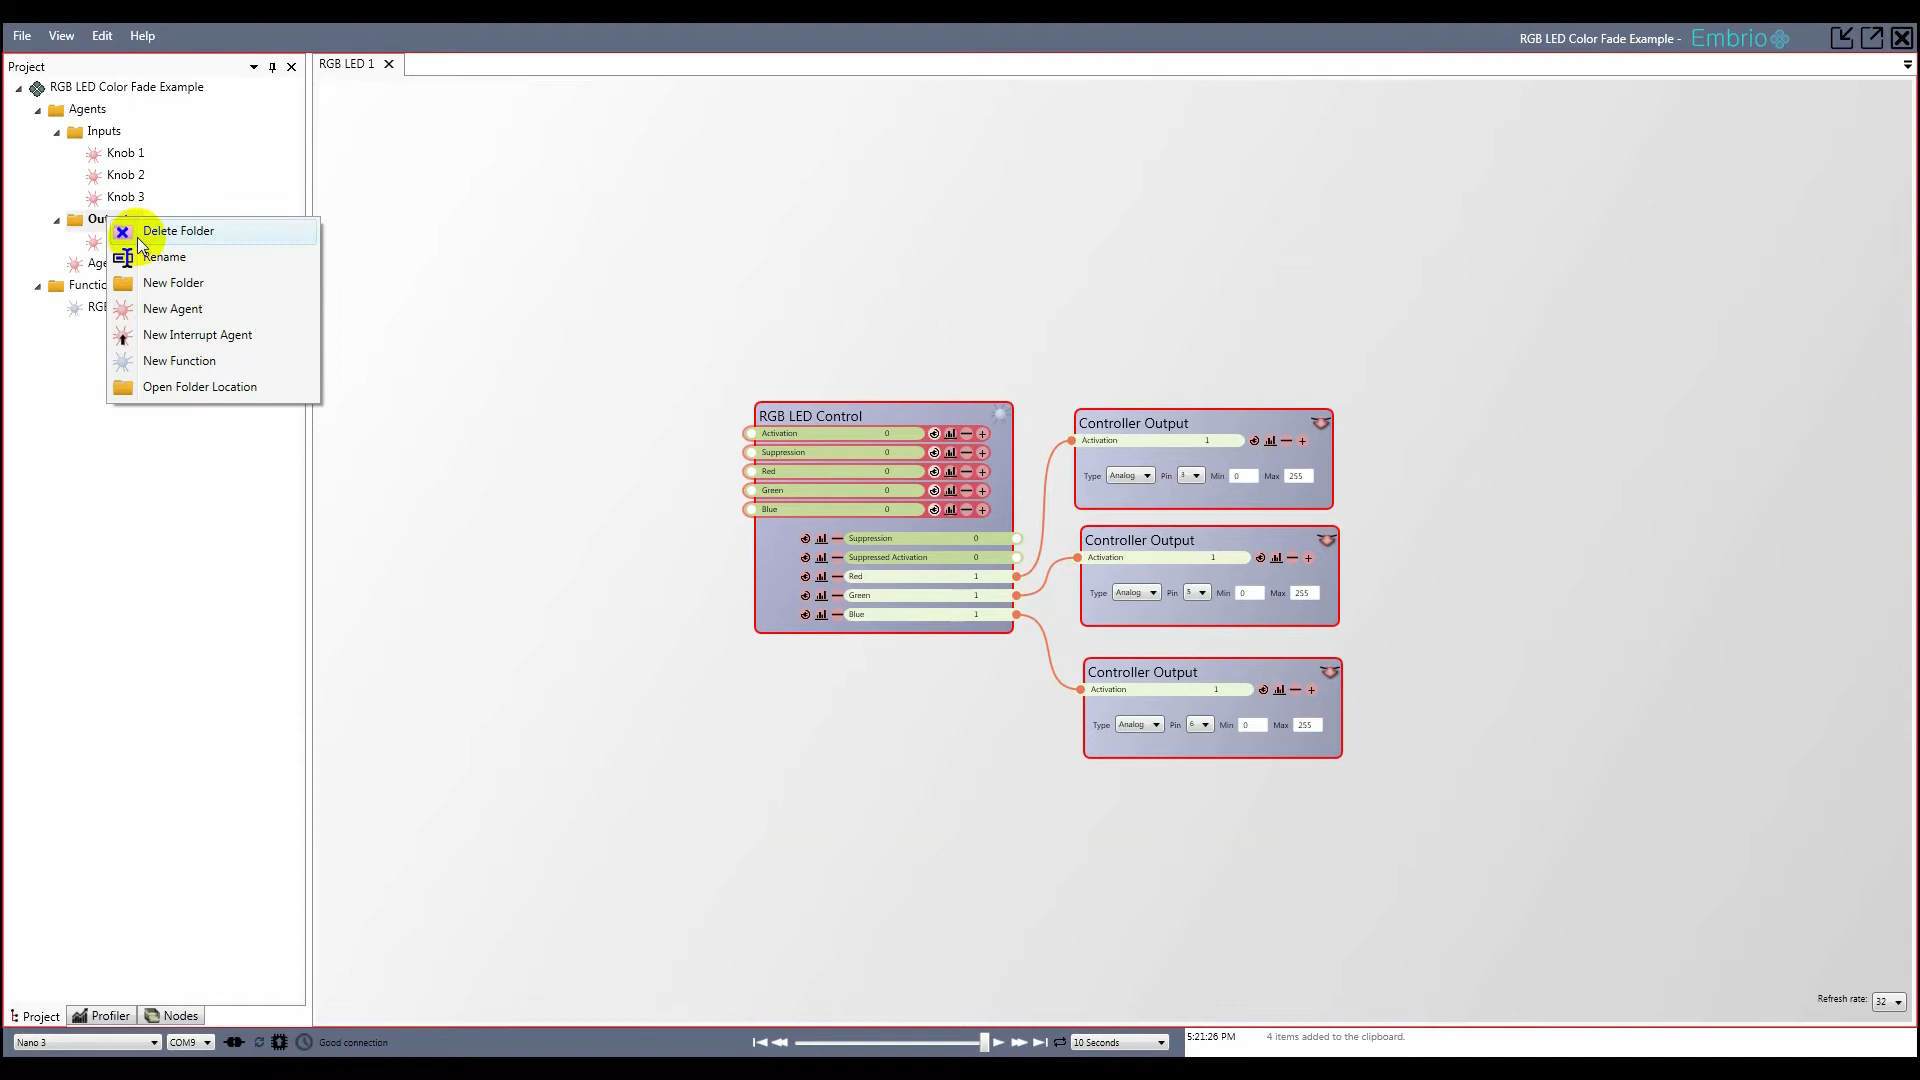 File View Edit Help
RGB LED Color Fade Example - Embrio
Project
RGB LED 1
RGB LED Color Fade Example
Agents
Inputs
Knob 1
Knob 2
Knob 3
Delete Folder
Rename
New Folder
New Agent
New Interrupt Agent
New Function
Open Folder Location
RGB LED Control
Activation 0
Suppression 0
Red 0
Green 0
Blue 0
Suppression 0
Suppressed Activation 0
Red 1
Green 1
Blue 1
Controller Output
Activation 1
Type Analog Pin 3 Min 0 Max 255
Controller Output
Activation 1
Type Analog Pin 5 Min 0 Max 255
Controller Output
Activation 1
Type Analog Pin 6 Min 0 Max 255
Refresh rate: 32
Project Profiler Nodes
Nano 3 COM9 Good connection
10 Seconds
5:21:26 PM 4 items added to the clipboard.